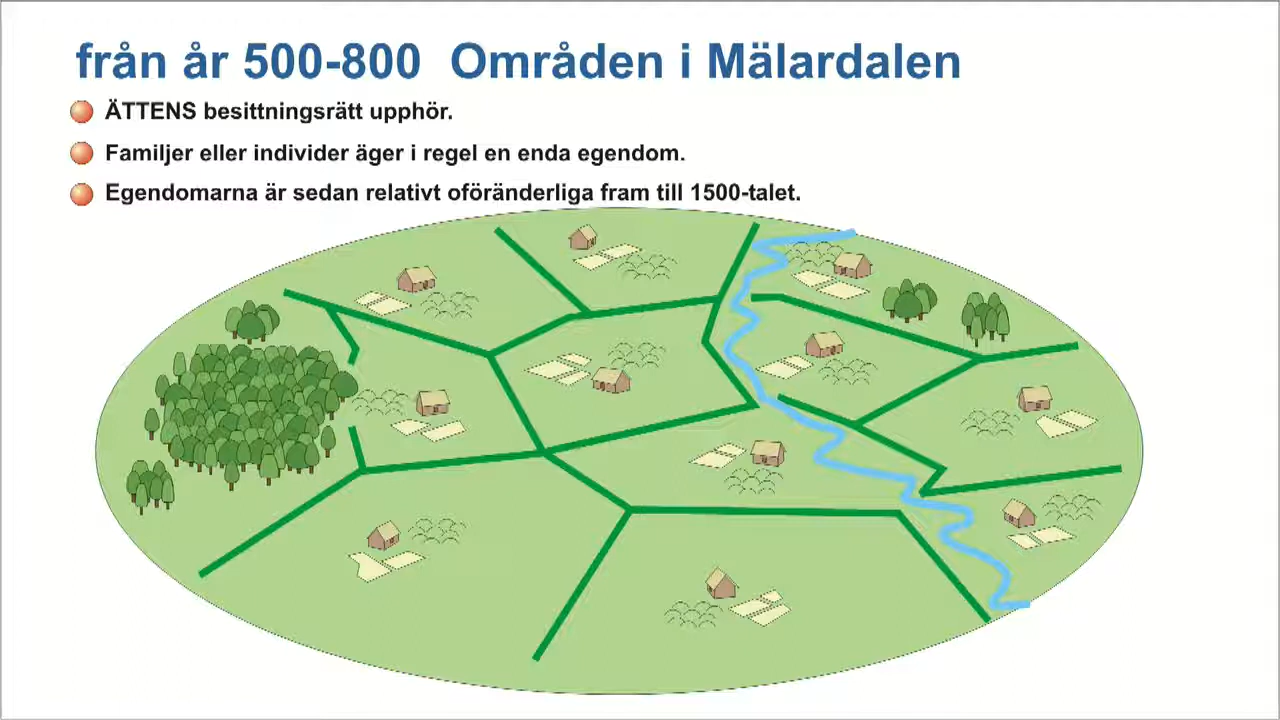 från år 500-800 Områden i Mälardalen
ÄTTENS besittningsrätt upphör.
Familjer eller individer äger i regel en enda egendom.
Egendomarna är sedan relativt oföränderliga fram till 1500-talet.